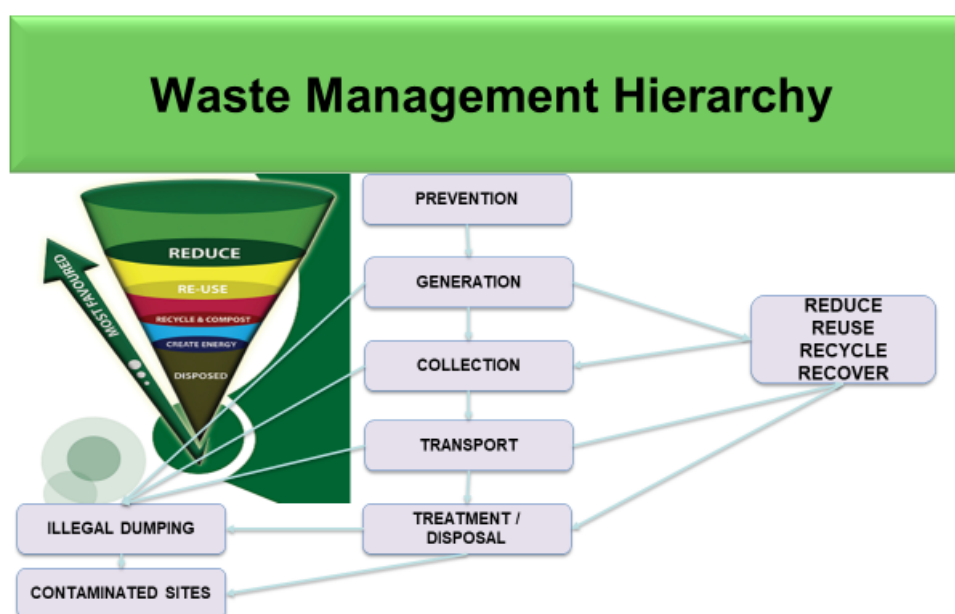 Waste Management Hierarchy
REDUCE
RE-USE
RECYCLE & COMPOST
CREATE ENERGY
DISPOSED
MOST FAVOURED
PREVENTION
GENERATION
COLLECTION
TRANSPORT
TREATMENT /
DISPOSAL
REDUCE
REUSE
RECYCLE
RECOVER
ILLEGAL DUMPING
CONTAMINATED SITES